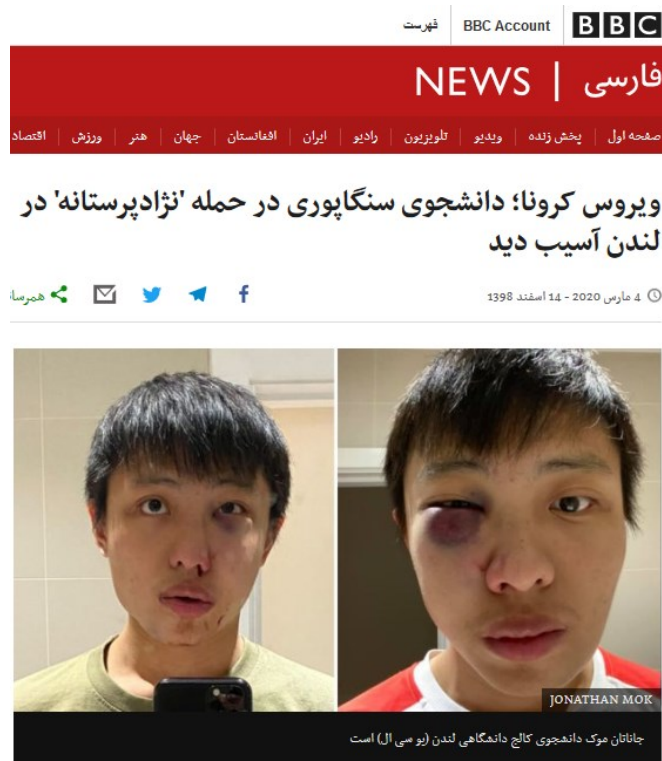 فهرست BBC Account BBC
NEWS | فارسی
صفحه اول | پخش زنده | ویدیو | تلویزیون | رادیو | ایران | افغانستان | جهان | هنر | ورزش | اقتصاد
ویروس کرونا؛ دانشجوی سنگاپوری در حمله 'نژادپرستانه' در
لندن آسیب دید
4 مارس 2020 - 14 اسفند 1398
همرسا
JONATHAN MOK
جاناتان موک دانشجوی کالج دانشگاهی لندن (یو سی ال) است